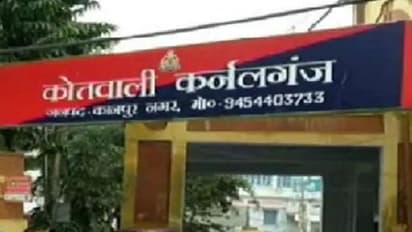 कोतवाली कर्नलगंज
जनपद-कानपुर नगर, मो०-9454403733